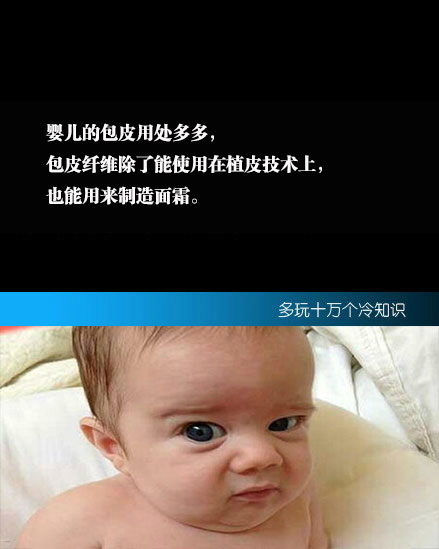 婴儿的包皮用处多多，
包皮纤维除了能使用在植皮技术上，
也能用来制造面霜。
多玩十万个冷知识